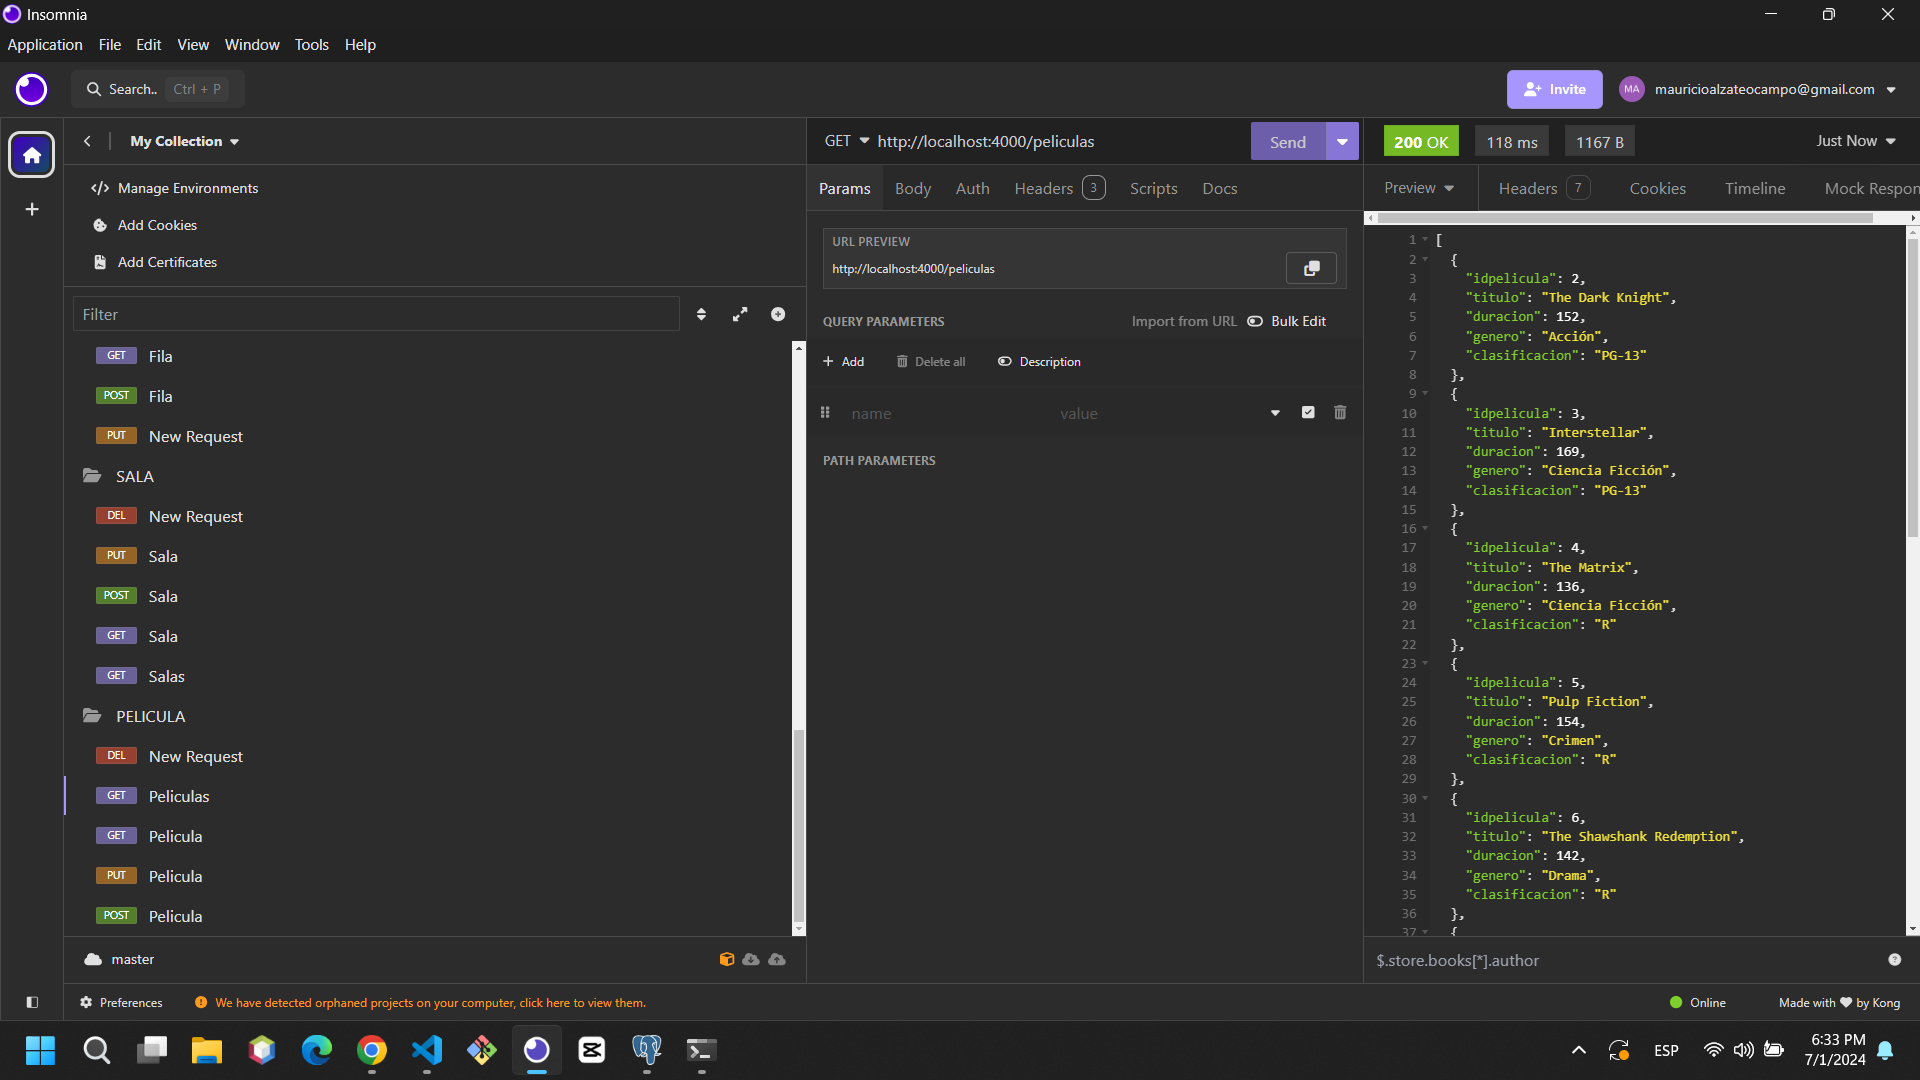 Insomnia
Application File Edit View Window Tools Help
Search.. Ctrl + P
Invite
MA mauricioalzateocampo@gmail.com
My Collection
Manage Environments
Add Cookies
Add Certificates
Filter
GET Fila
POST Fila
PUT New Request
SALA
DEL New Request
PUT Sala
POST Sala
GET Sala
GET Salas
PELICULA
DEL New Request
GET Peliculas
GET Pelicula
PUT Pelicula
POST Pelicula
master
GET http://localhost:4000/peliculas
Send
Params Body Auth Headers 3 Scripts Docs
URL PREVIEW
http://localhost:4000/peliculas
QUERY PARAMETERS Import from URL Bulk Edit
+ Add Delete all Description
name value
PATH PARAMETERS
200 OK 118 ms 1167 B Just Now
Preview Headers 7 Cookies Timeline Mock Respon
1 [
2 {
3 "idpelicula": 2,
4 "titulo": "The Dark Knight",
5 "duracion": 152,
6 "genero": "Acción",
7 "clasificacion": "PG-13"
8 },
9 {
10 "idpelicula": 3,
11 "titulo": "Interstellar",
12 "duracion": 169,
13 "genero": "Ciencia Ficción",
14 "clasificacion": "PG-13"
15 },
16 {
17 "idpelicula": 4,
18 "titulo": "The Matrix",
19 "duracion": 136,
20 "genero": "Ciencia Ficción",
21 "clasificacion": "R"
22 },
23 {
24 "idpelicula": 5,
25 "titulo": "Pulp Fiction",
26 "duracion": 154,
27 "genero": "Crimen",
28 "clasificacion": "R"
29 },
30 {
31 "idpelicula": 6,
32 "titulo": "The Shawshank Redemption",
33 "duracion": 142,
34 "genero": "Drama",
35 "clasificacion": "R"
36 },
37 {
$.store.books[*].author
Preferences
We have detected orphaned projects on your computer, click here to view them.
Online
Made with ♥ by Kong
ESP
6:33 PM
7/1/2024